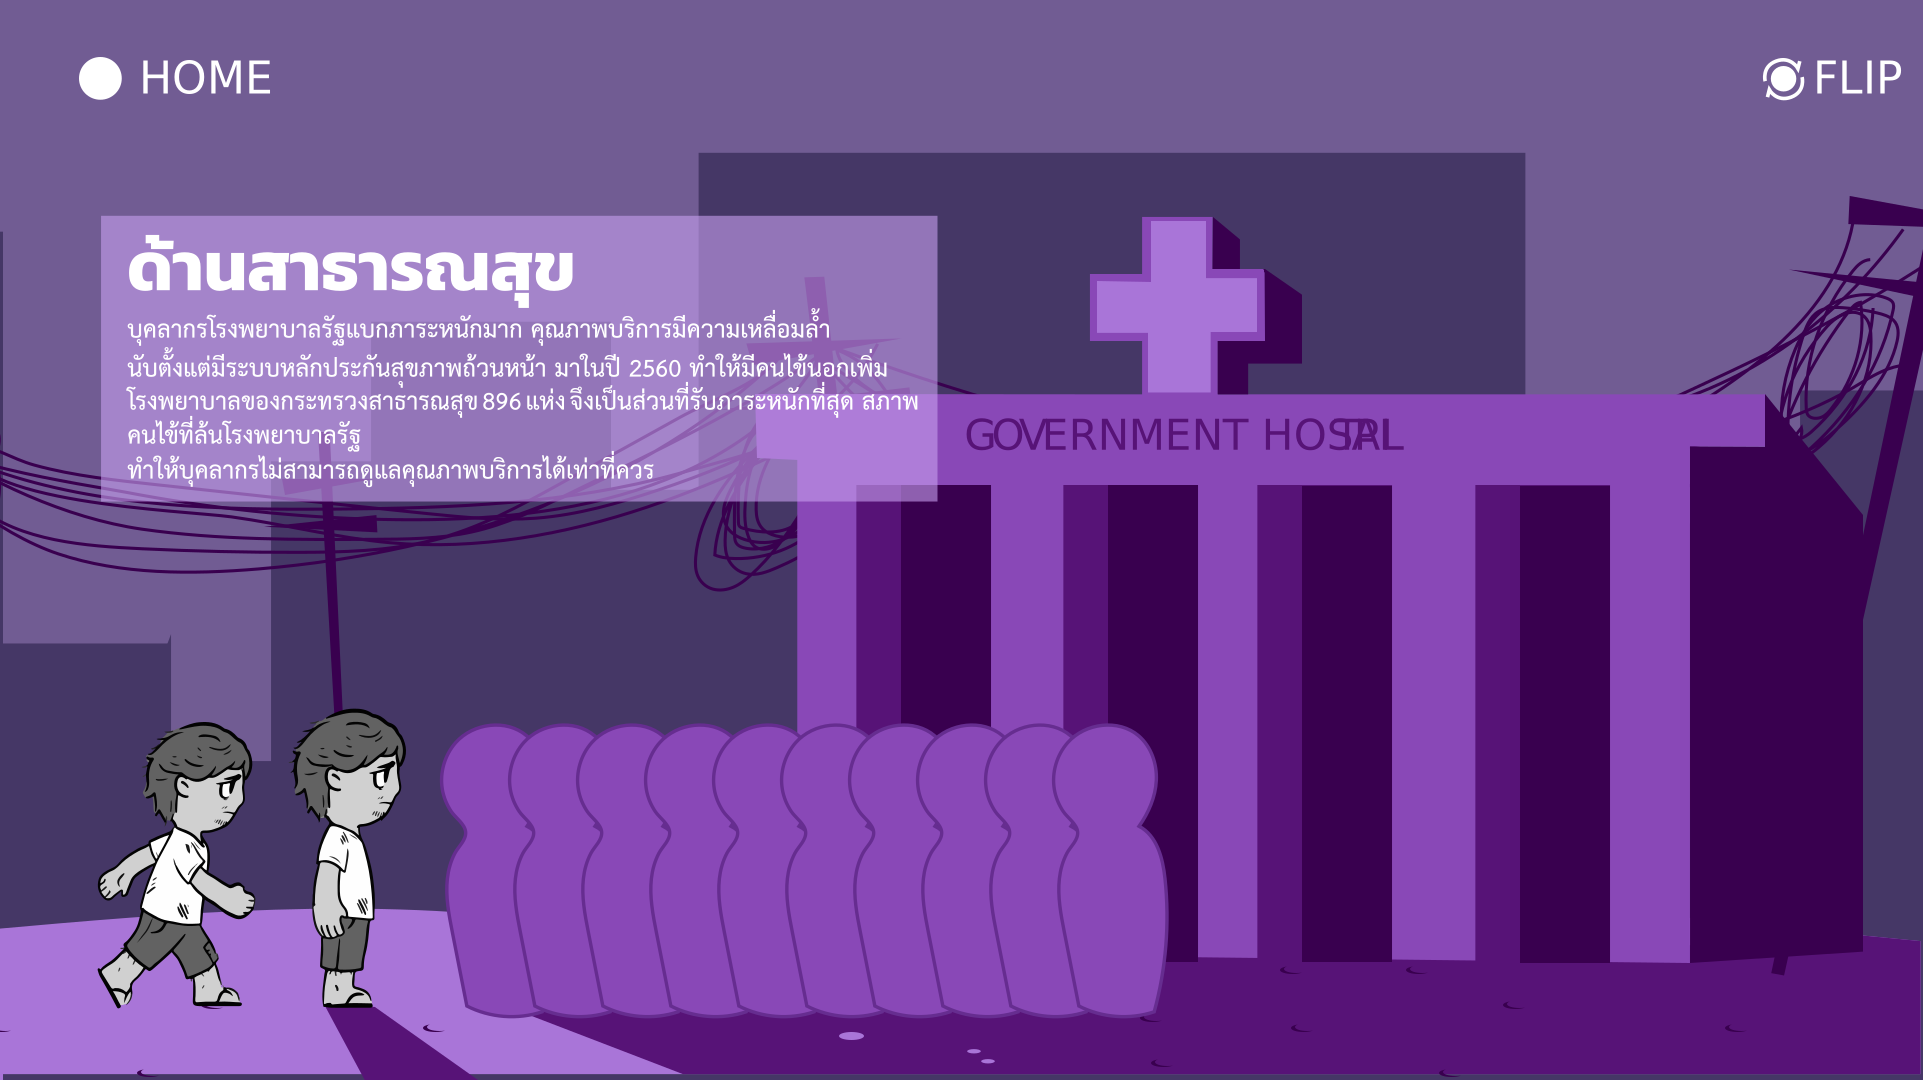 HOME
FLIP
ด้านสาธารณสุข
บุคลากรโรงพยาบาลรัฐแบกภาระหนักมาก คุณภาพบริการมีความเหลื่อมล้ำ
นับตั้งแต่มีระบบหลักประกันสุขภาพถ้วนหน้า มาในปี 2560 ทำให้มีคนไข้นอกเพิ่ม
โรงพยาบาลของกระทรวงสาธารณสุข 896 แห่ง จึงเป็นส่วนที่รับภาระหนักที่สุด สภาพ
คนไข้ที่ล้นโรงพยาบาลรัฐ
ทำให้บุคลากรไม่สามารถดูแลคุณภาพบริการได้เท่าที่ควร
GOVERNMENT